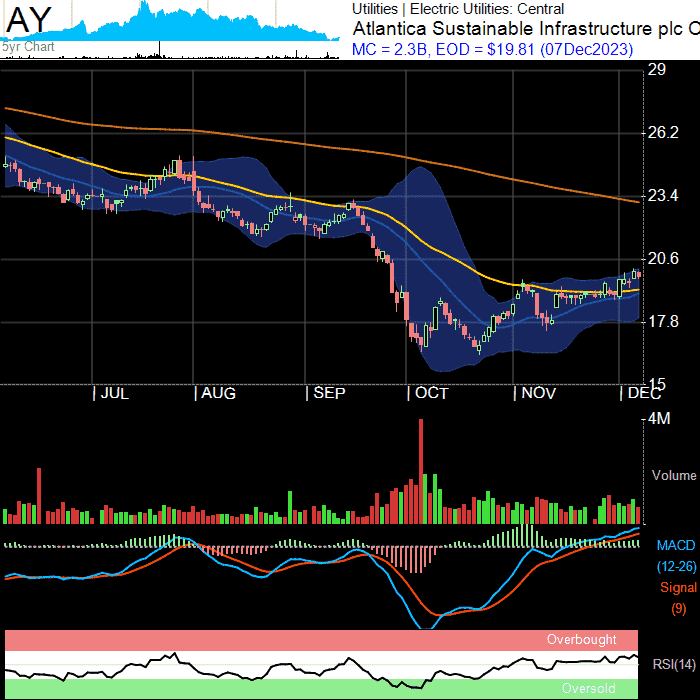 AY
5yr Chart
Utilities | Electric Utilities: Central
Atlantica Sustainable Infrastructure plc O
MC = 2.3B, EOD = $19.81 (07Dec2023)
29
26.2
23.4
20.6
17.8
15
| JUL | AUG | SEP | OCT | NOV | DEC
4M
Volume
MACD
(12-26)
Signal
(9)
Overbought
RSI(14)
Oversold